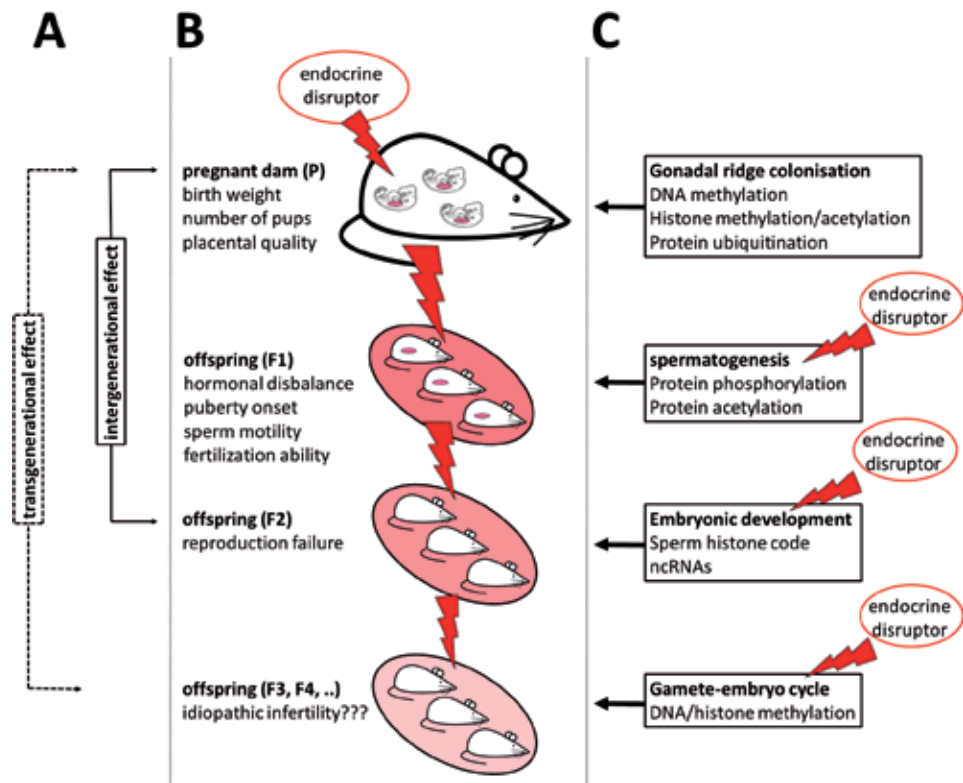 A
B
C
endocrine
disruptor
transgenerational effect
intergenerational effect
pregnant dam (P)
birth weight
number of pups
placental quality
offspring (F1)
hormonal disbalance
puberty onset
sperm motility
fertilization ability
offspring (F2)
reproduction failure
offspring (F3, F4, ..)
idiopathic infertility???
Gonadal ridge colonisation
DNA methylation
Histone methylation/acetylation
Protein ubiquitination
endocrine
disruptor
spermatogenesis
Protein phosphorylation
Protein acetylation
endocrine
disruptor
Embryonic development
Sperm histone code
ncRNAs
endocrine
disruptor
Gamete-embryo cycle
DNA/histone methylation